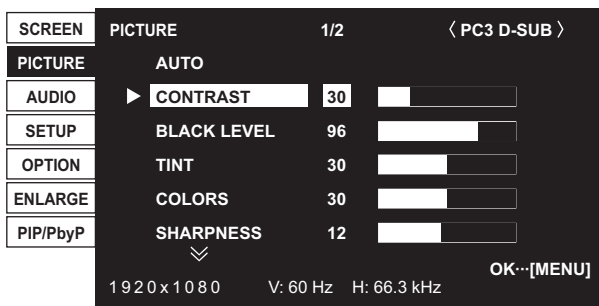 SCREEN
PICTURE
AUDIO
SETUP
OPTION
ENLARGE
PIP/PbyP
PICTURE 1/2 〈 PC3 D-SUB 〉
AUTO
CONTRAST 30
BLACK LEVEL 96
TINT 30
COLORS 30
SHARPNESS 12
OK···[MENU]
1920x1080 V: 60 Hz H: 66.3 kHz